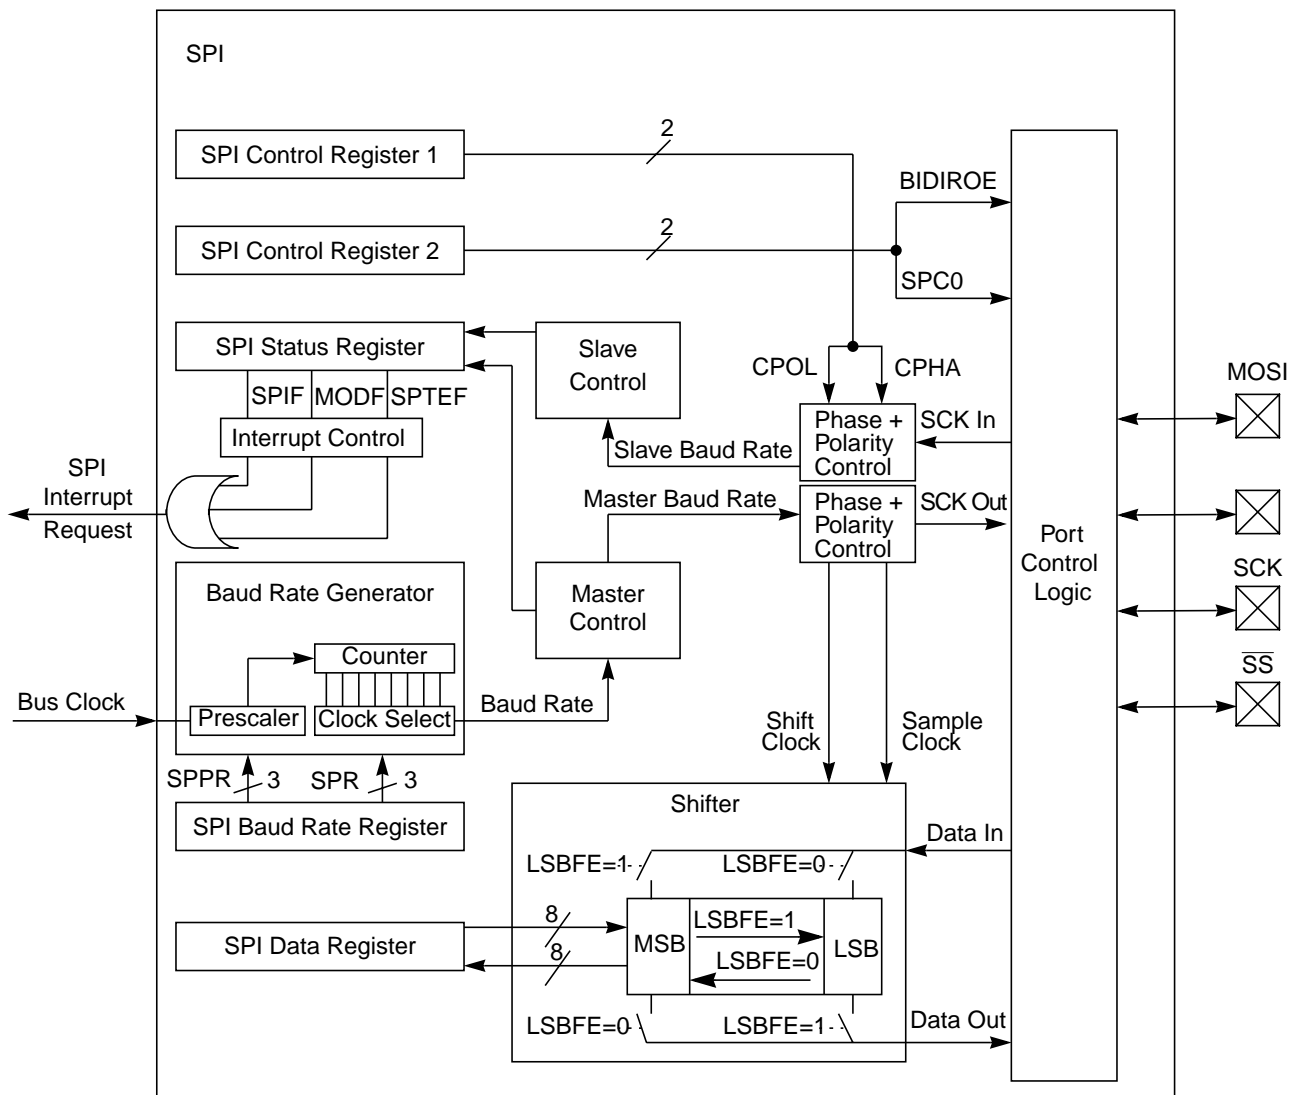 SPI
SPI Control Register 1
2
BIDIROE
SPI Control Register 2
2
SPC0
SPI Status Register
Slave
Control
CPOL
CPHA
MOSI
SPIF
MODF
SPTEF
Interrupt Control
Phase +
Polarity
Control
SCK In
Slave Baud Rate
SPI
Interrupt
Request
Master Baud Rate
Phase +
Polarity
Control
SCK Out
Port
Control
Logic
SCK
Baud Rate Generator
Master
Control
Counter
SS
Bus Clock
Prescaler
Clock Select
Baud Rate
Shift
Clock
Sample
Clock
SPPR
3
SPR
3
SPI Baud Rate Register
Shifter
Data In
LSBFE=1
LSBFE=0
SPI Data Register
8
8
MSB
LSBFE=1
LSBFE=0
LSB
LSBFE=0
LSBFE=1
Data Out